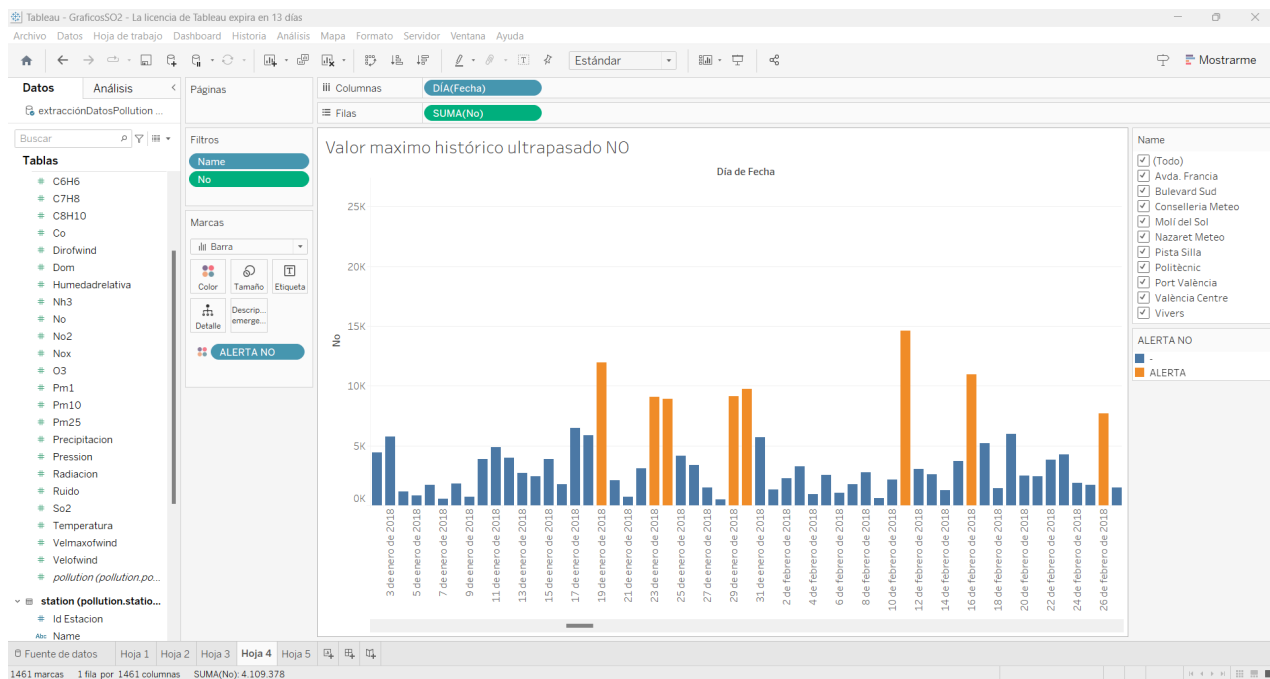 Tableau - GraficosSO2 - La licencia de Tableau expira en 13 días
Archivo Datos Hoja de trabajo Dashboard Historia Análisis Mapa Formato Servidor Ventana Ayuda
Estándar
Mostrarme
Datos Análisis
extracciónDatosPollution ...
Buscar
Tablas
C6H6
C7H8
C8H10
Co
Dirofwind
Dom
Humedadrelativa
Nh3
No
No2
Nox
O3
Pm1
Pm10
Pm25
Precipitacion
Pression
Radiacion
Ruido
So2
Temperatura
Velmaxofwind
Velofwind
pollution (pollution.po...
station (pollution.statio...
Id Estacion
Abc Name
Páginas
Filtros
Name
No
Marcas
Barra
Color Tamaño Etiqueta
Detalle Descrip... emerge...
ALERTA NO
Columnas DÍA(Fecha)
Filas SUMA(No)
Valor maximo histórico ultrapasado NO
Día de Fecha
No
25K
20K
15K
10K
5K
0K
3 de enero de 2018
5 de enero de 2018
7 de enero de 2018
9 de enero de 2018
11 de enero de 2018
13 de enero de 2018
15 de enero de 2018
17 de enero de 2018
19 de enero de 2018
21 de enero de 2018
23 de enero de 2018
25 de enero de 2018
27 de enero de 2018
29 de enero de 2018
31 de enero de 2018
2 de febrero de 2018
4 de febrero de 2018
6 de febrero de 2018
8 de febrero de 2018
10 de febrero de 2018
12 de febrero de 2018
14 de febrero de 2018
16 de febrero de 2018
18 de febrero de 2018
20 de febrero de 2018
22 de febrero de 2018
24 de febrero de 2018
26 de febrero de 2018
Name
(Todo)
Avda. Francia
Bulevard Sud
Conselleria Meteo
Molí del Sol
Nazaret Meteo
Pista Silla
Politècnic
Port València
València Centre
Vivers
ALERTA NO
-
ALERTA
Fuente de datos Hoja 1 Hoja 2 Hoja 3 Hoja 4 Hoja 5
1461 marcas 1 fila por 1461 columnas SUMA(No): 4.109.378